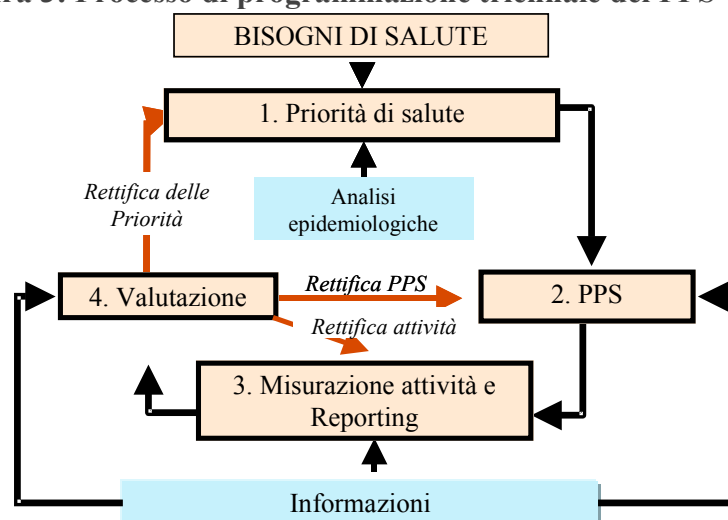 BISOGNI DI SALUTE
1. Priorità di salute
Rettifica delle
Priorità
Analisi
epidemiologiche
4. Valutazione
Rettifica PPS
2. PPS
Rettifica attività
3. Misurazione attività e
Reporting
Informazioni